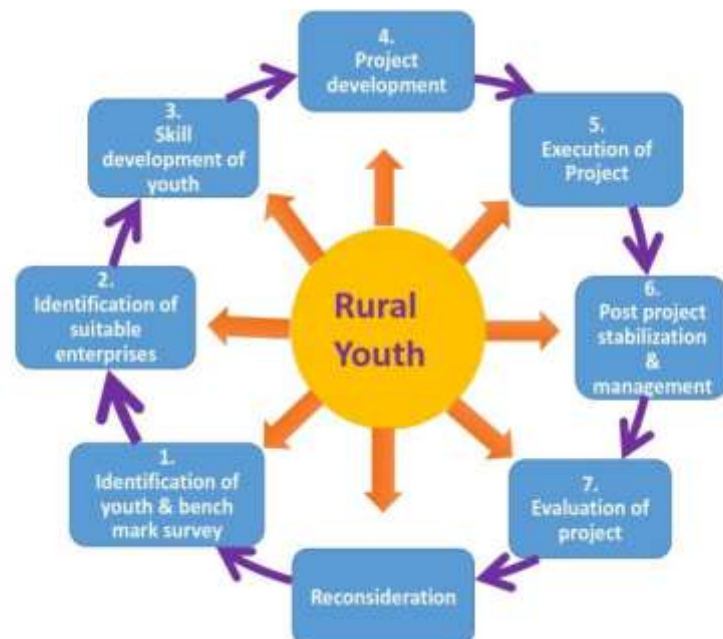 4.
Project
development
3.
Skill
development of
youth
5.
Execution of
Project
2.
Identification of
suitable
enterprises
Rural
Youth
6.
Post project
stabilization
&
management
1.
Identification of
youth & bench
mark survey
7.
Evaluation of
project
Reconsideration